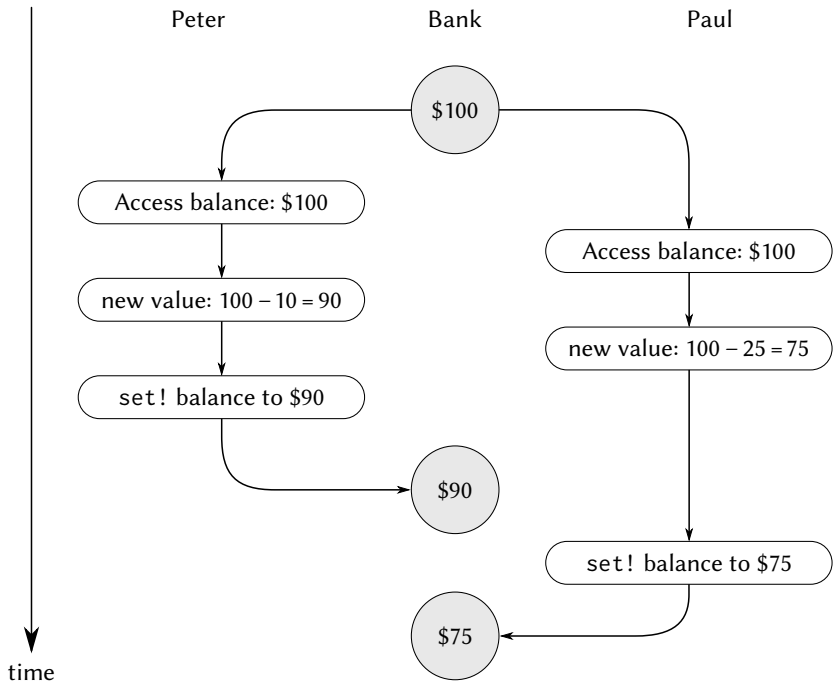 Peter
Bank
Paul
$100
Access balance: $100
Access balance: $100
new value: 100 – 10 = 90
new value: 100 – 25 = 75
set! balance to $90
$90
set! balance to $75
$75
time